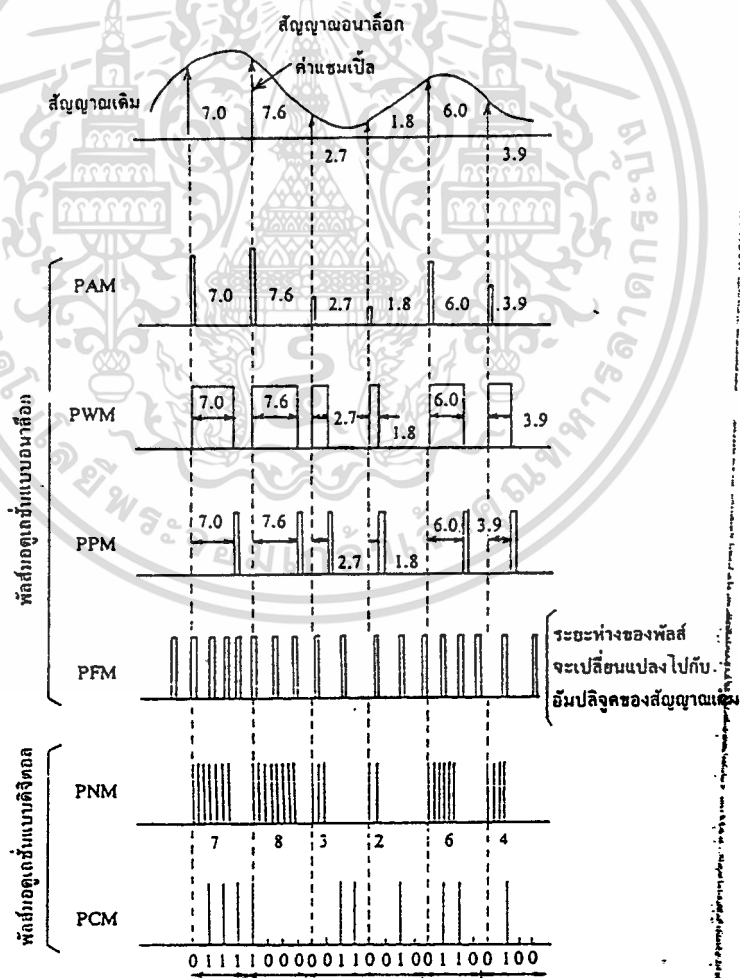 สัญญาณอนาล็อก
ค่าแซมเปิ้ล
สัญญาณเดิม
7.0 7.6 2.7 1.8 6.0 3.9
พัลส์มอดูเลชั่นแบบอนาล็อก
PAM
7.0 7.6 2.7 1.8 6.0 3.9
PWM
7.0 7.6 2.7 1.8 6.0 3.9
PPM
7.0 7.6 2.7 1.8 6.0 3.9
PFM
ระยะห่างของพัลส์
จะเปลี่ยนแปลงไปกับ
อัมปลิจูดของสัญญาณเดิม
พัลส์มอดูเลชั่นแบบดิจิตอล
PNM
7 8 3 2 6 4
PCM
0 1 1 1 1 0 0 0 0 0 1 1 0 0 1 0 0 1 1 0 0 1 0 0